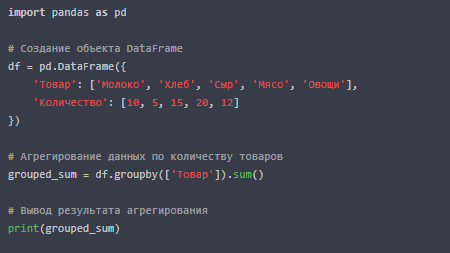 import pandas as pd
# Создание объекта DataFrame
df = pd.DataFrame({
    'Товар': ['Молоко', 'Хлеб', 'Сыр', 'Мясо', 'Овощи'],
    'Количество': [10, 5, 15, 20, 12]
})
# Агрегирование данных по количеству товаров
grouped_sum = df.groupby(['Товар']).sum()
# Вывод результата агрегирования
print(grouped_sum)